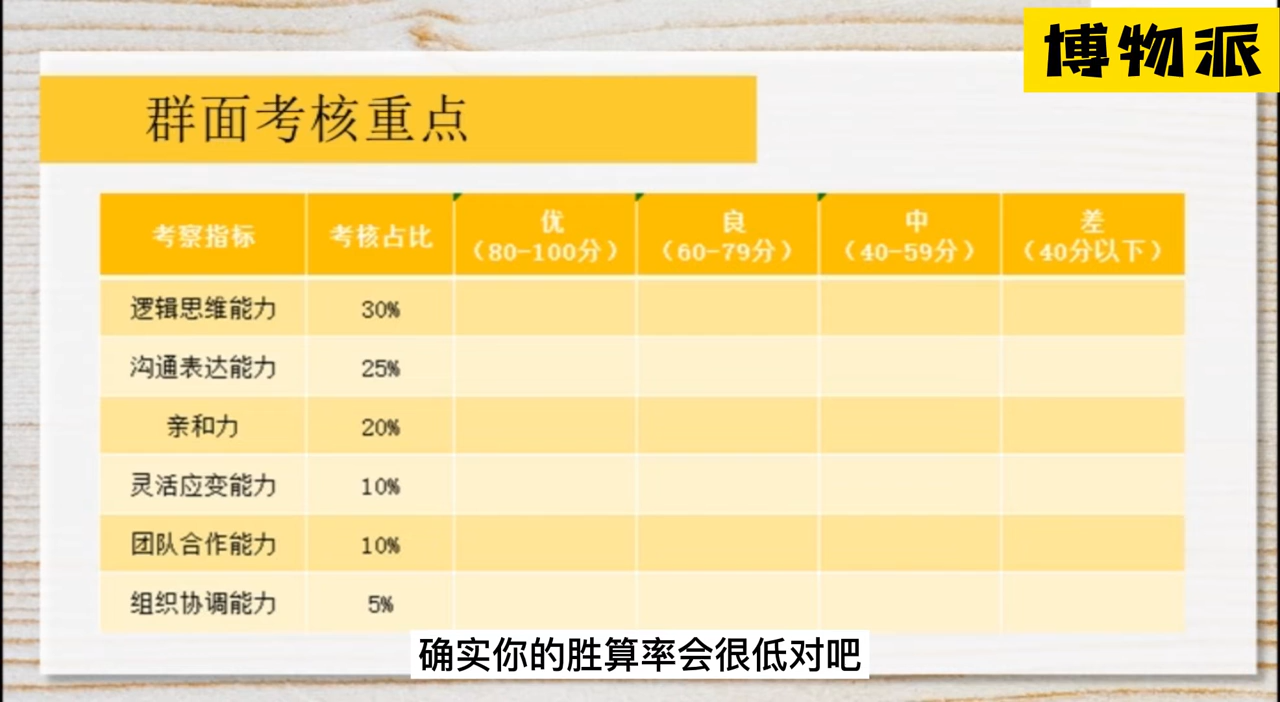 博物派
群面考核重点
考察指标 考核占比 优 良 中 差
（80-100分） （60-79分） （40-59分） （40分以下）
逻辑思维能力 30%
沟通表达能力 25%
亲和力 20%
灵活应变能力 10%
团队合作能力 10%
组织协调能力 5%
确实你的胜算率会很低对吧